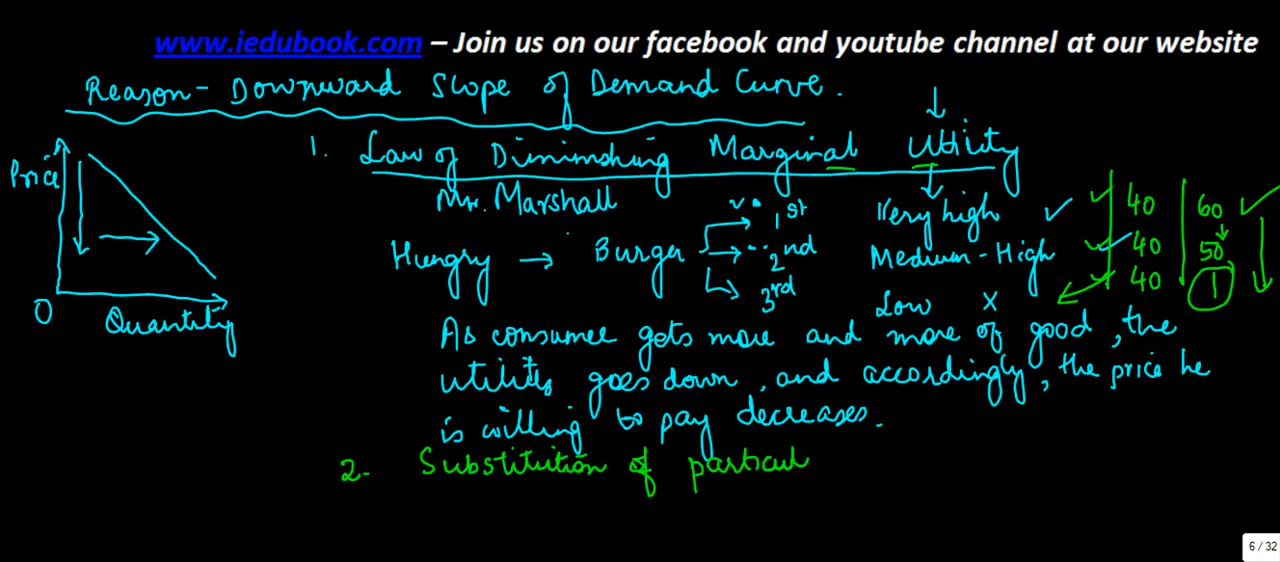 www.iedubook.com – Join us on our facebook and youtube channel at our website
Reason - Downward Slope of Demand Curve.
1. Law of Diminshing Marginal Utility
Mr. Marshall
Price
O
Quantity
Hungry → Burger
1st Very high ✓
2nd Medium - High ✓
3rd Low X
✓ 40 60 ✓
✓ 40 50
✓ 40 1
As consumer gets more and more of good, the
utility goes down, and accordingly, the price he
is willing to pay decreases.
2- Substitution of particul
6 / 32